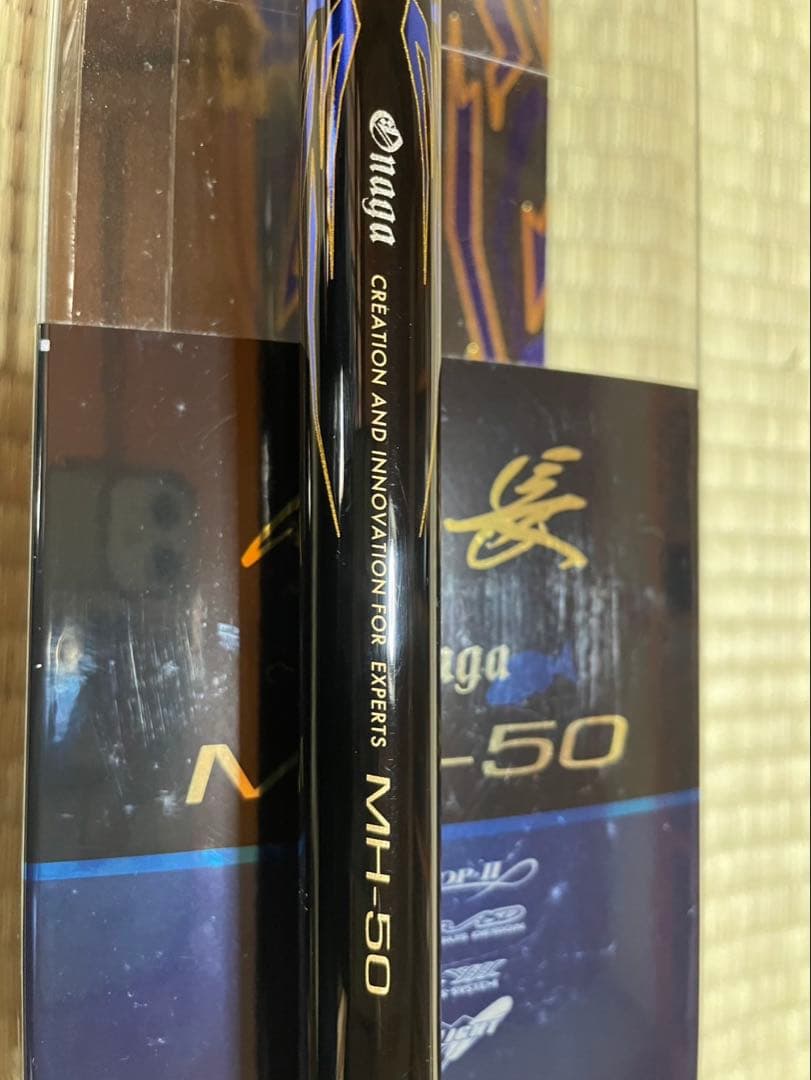 Onaga CREATION AND INNOVATION FOR EXPERTS MH-50
長
aga
M
-50